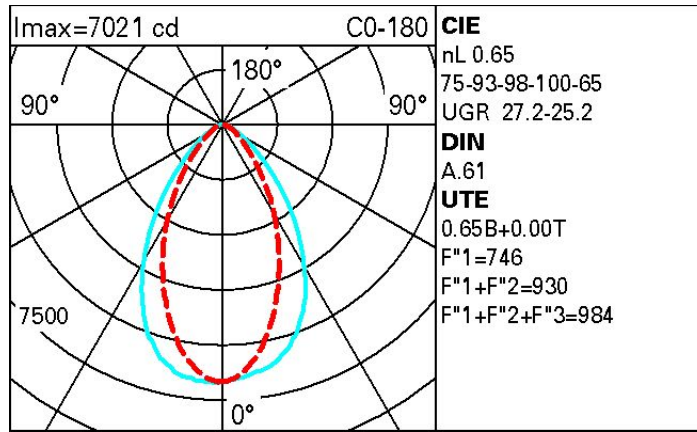 Imax=7021 cd C0-180
180°
90° 90°
7500
0°
CIE
nL 0.65
75-93-98-100-65
UGR 27.2-25.2
DIN
A.61
UTE
0.65B+0.00T
F"1=746
F"1+F"2=930
F"1+F"2+F"3=984